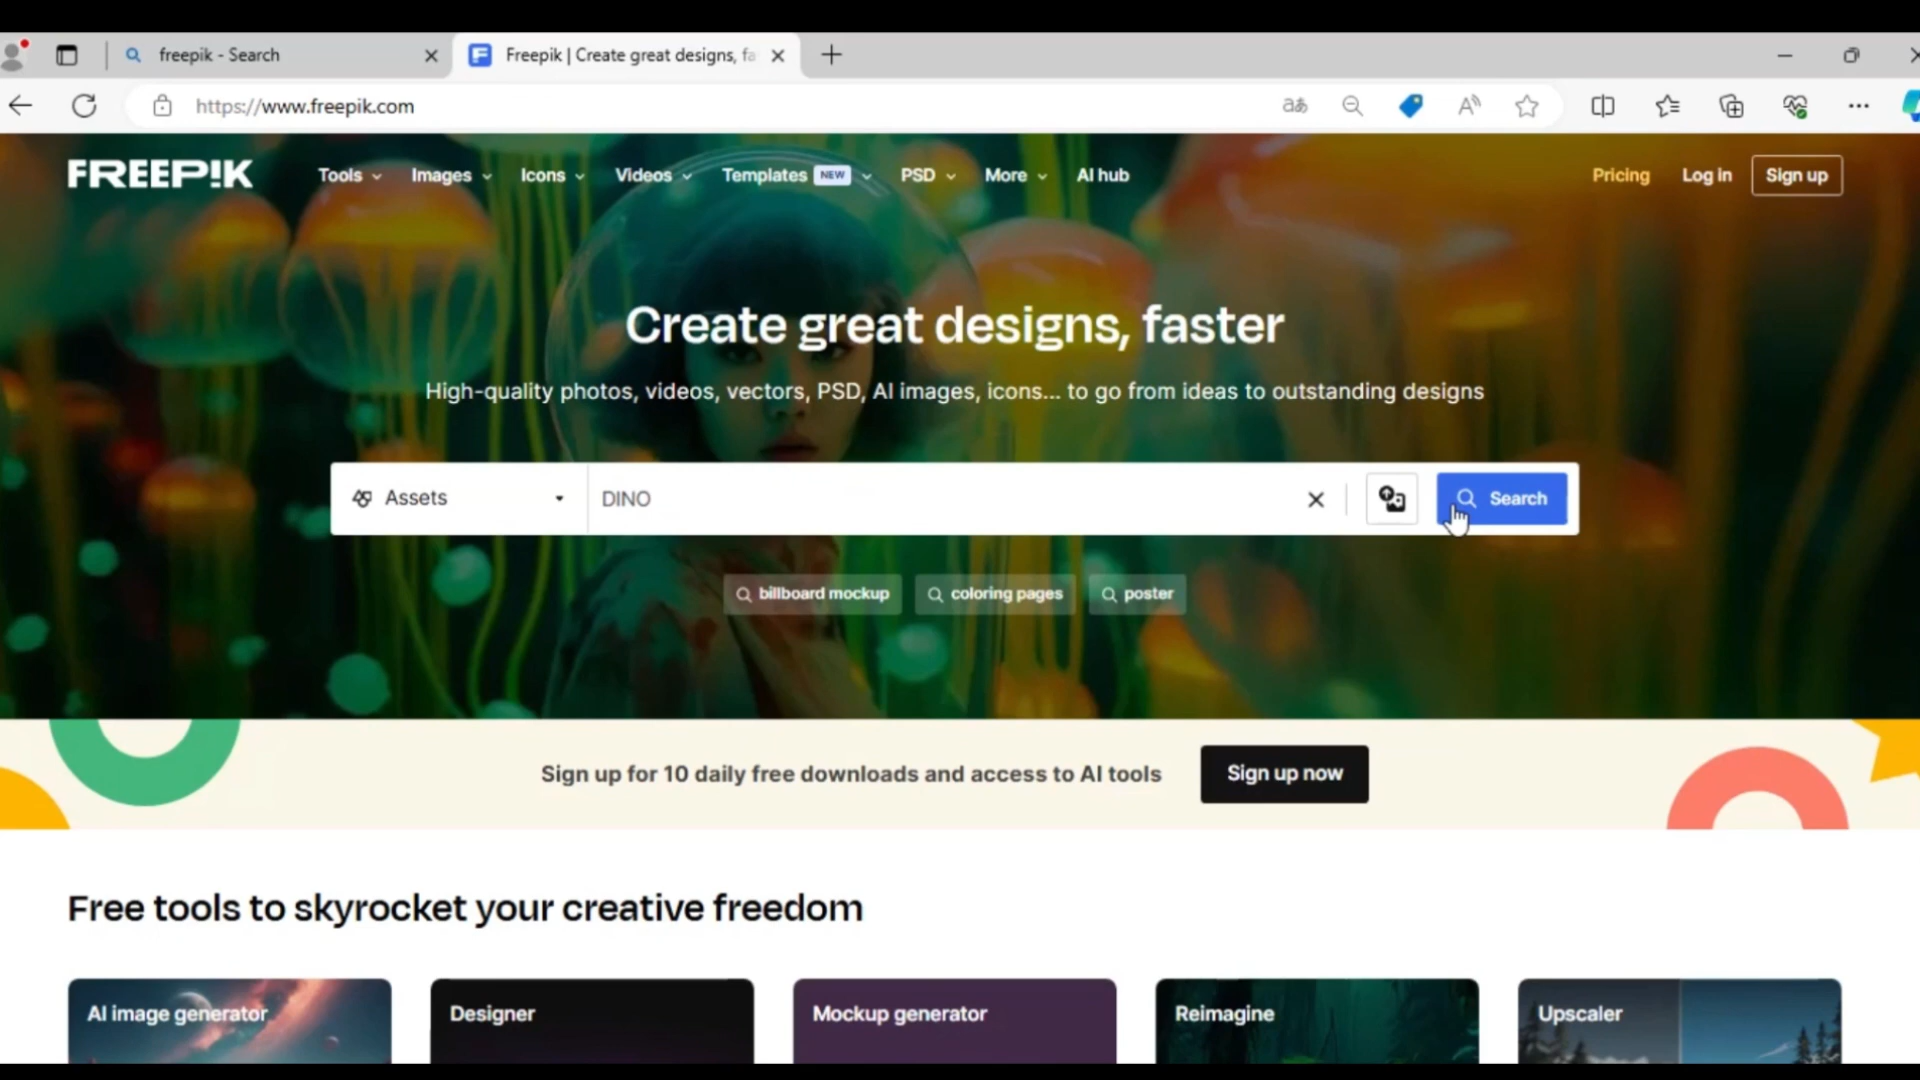 freepik - Search
Freepik | Create great designs, fa
https://www.freepik.com
FREEPIK
Tools
Images
Icons
Videos
Templates NEW
PSD
More
AI hub
Pricing
Log in
Sign up
Create great designs, faster
High-quality photos, videos, vectors, PSD, AI images, icons... to go from ideas to outstanding designs
Assets
DINO
Search
billboard mockup
coloring pages
poster
Sign up for 10 daily free downloads and access to AI tools
Sign up now
Free tools to skyrocket your creative freedom
AI image generator
Designer
Mockup generator
Reimagine
Upscaler